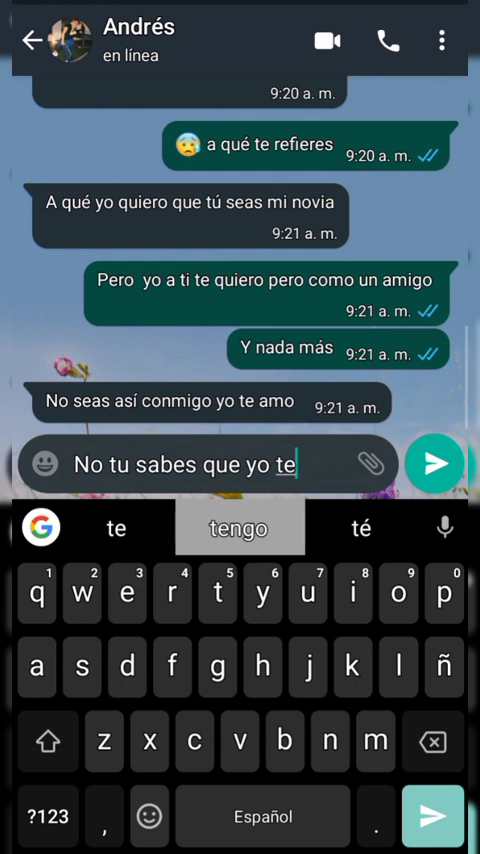 Andrés
en línea
9:20 a. m.
😰 a qué te refieres 9:20 a. m.
A qué yo quiero que tú seas mi novia
9:21 a. m.
Pero yo a ti te quiero pero como un amigo
9:21 a. m.
Y nada más 9:21 a. m.
No seas así conmigo yo te amo 9:21 a. m.
No tu sabes que yo te
te tengo té
1 2 3 4 5 6 7 8 9 0
q w e r t y u i o p
a s d f g h j k l ñ
z x c v b n m
?123 , Español .